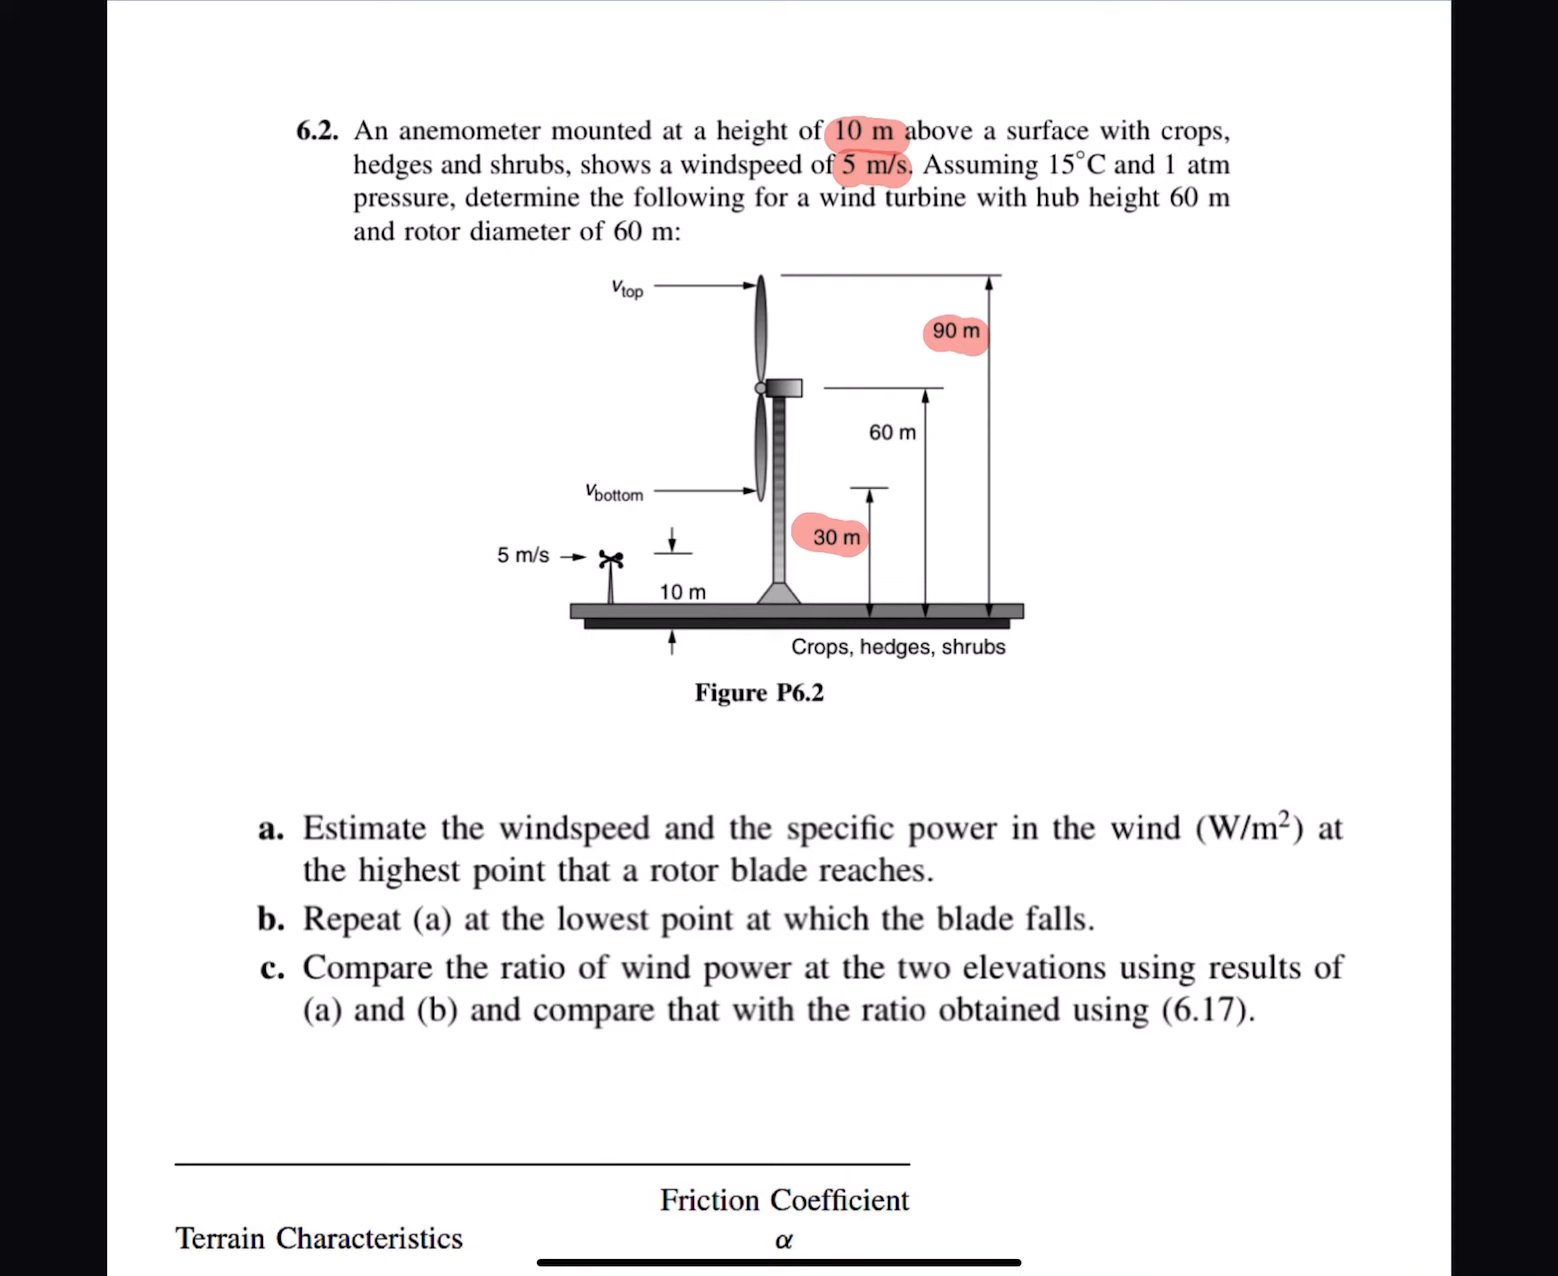 6.2. An anemometer mounted at a height of 10 m above a surface with crops,
hedges and shrubs, shows a windspeed of 5 m/s. Assuming 15°C and 1 atm
pressure, determine the following for a wind turbine with hub height 60 m
and rotor diameter of 60 m:
Vtop
90 m
60 m
Vbottom
30 m
5 m/s
10 m
Crops, hedges, shrubs
Figure P6.2
a. Estimate the windspeed and the specific power in the wind (W/m²) at
the highest point that a rotor blade reaches.
b. Repeat (a) at the lowest point at which the blade falls.
c. Compare the ratio of wind power at the two elevations using results of
(a) and (b) and compare that with the ratio obtained using (6.17).
Friction Coefficient
Terrain Characteristics α